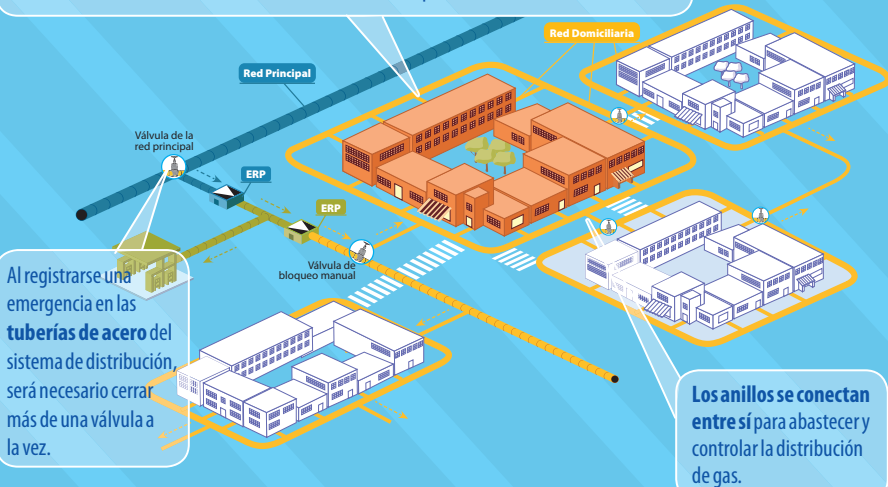 Red Domiciliaria
Red Principal
Válvula de la
red principal
ERP
ERP
Válvula de
bloqueo manual
Al registrarse una
emergencia en las
tuberías de acero del
sistema de distribución,
será necesario cerrar
más de una válvula a
la vez.
Los anillos se conectan
entre sí para abastecer y
controlar la distribución
de gas.